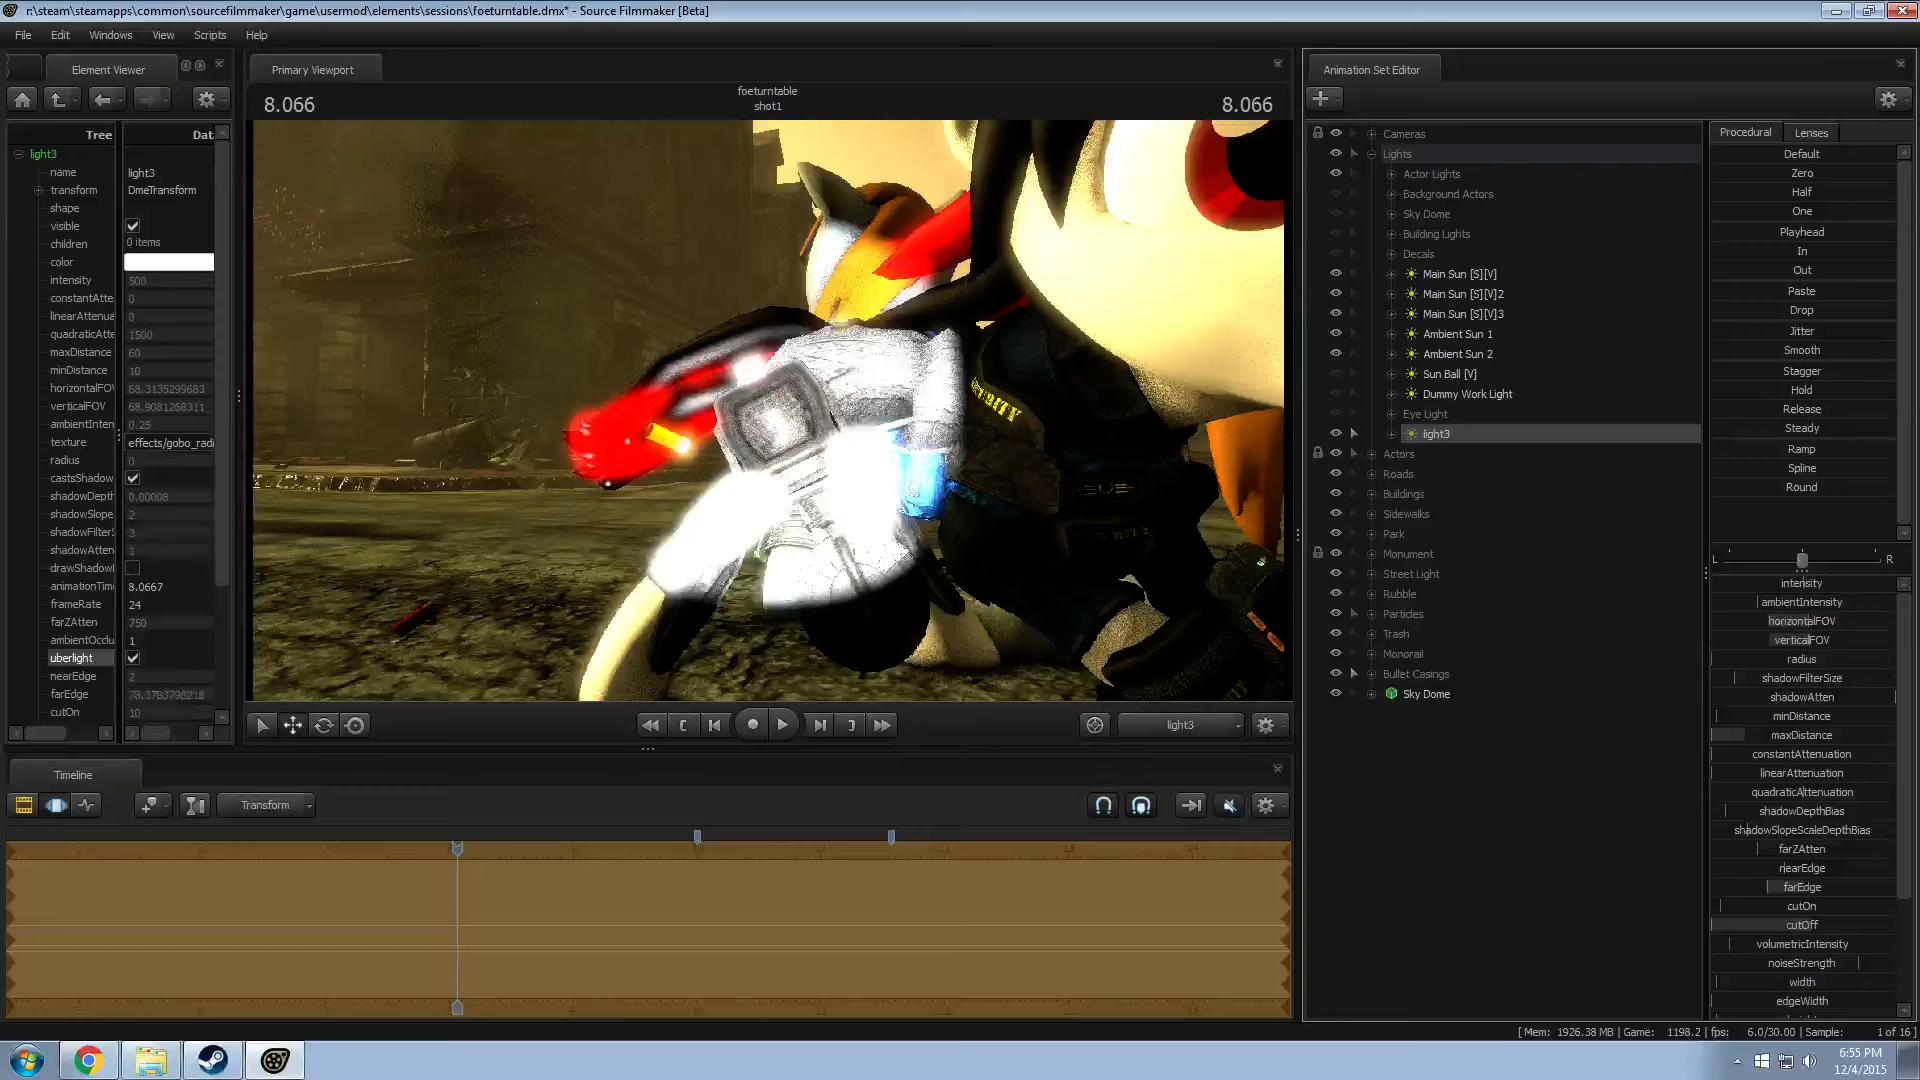 r:\steam\steamapps\common\sourcefilmmaker\game\usermod\elements\sessions\foeturntable.dmx* - Source Filmmaker [Beta]
File Edit Windows View Scripts Help
Element Viewer
Tree Dat
light3
name light3
transform DmeTransform
shape
visible
children 0 items
color
intensity 500
constantAtte 0
linearAttenua 0
quadraticAtte 1500
maxDistance 60
minDistance 10
horizontalFOV 68.3135299683
verticalFOV 68.9081268311
ambientInten 0.25
texture effects/gobo_radi
radius 0
castsShadow
shadowDepth 0.00008
shadowSlope 2
shadowFilterS 3
shadowAtten 1
drawShadow
animationTim 8.0667
frameRate 24
farZAtten 750
ambientOcclu 1
uberlight
nearEdge 2
farEdge 78.3783798218
cutOn 10
Primary Viewport
8.066
foeturntable
shot1
8.066
SECURITY
light3
Timeline
Transform
Animation Set Editor
Cameras
Lights
Actor Lights
Background Actors
Sky Dome
Building Lights
Decals
Main Sun [S][V]
Main Sun [S][V]2
Main Sun [S][V]3
Ambient Sun 1
Ambient Sun 2
Sun Ball [V]
Dummy Work Light
Eye Light
light3
Actors
Roads
Buildings
Sidewalks
Park
Monument
Street Light
Rubble
Particles
Trash
Monorail
Bullet Casings
Sky Dome
Procedural Lenses
Default
Zero
Half
One
Playhead
In
Out
Paste
Drop
Jitter
Smooth
Stagger
Hold
Release
Steady
Ramp
Spline
Round
L R
intensity
ambientIntensity
horizontalFOV
verticalFOV
radius
shadowFilterSize
shadowAtten
minDistance
maxDistance
constantAttenuation
linearAttenuation
quadraticAttenuation
shadowDepthBias
shadowSlopeScaleDepthBias
farZAtten
nearEdge
farEdge
cutOn
cutOff
volumetricIntensity
noiseStrength
width
edgeWidth
[ Mem: 1926.38 MB | Game: 1198.2 | fps: 6.0/30.00 | Sample: 1 of 16 ]
6:55 PM
12/4/2015